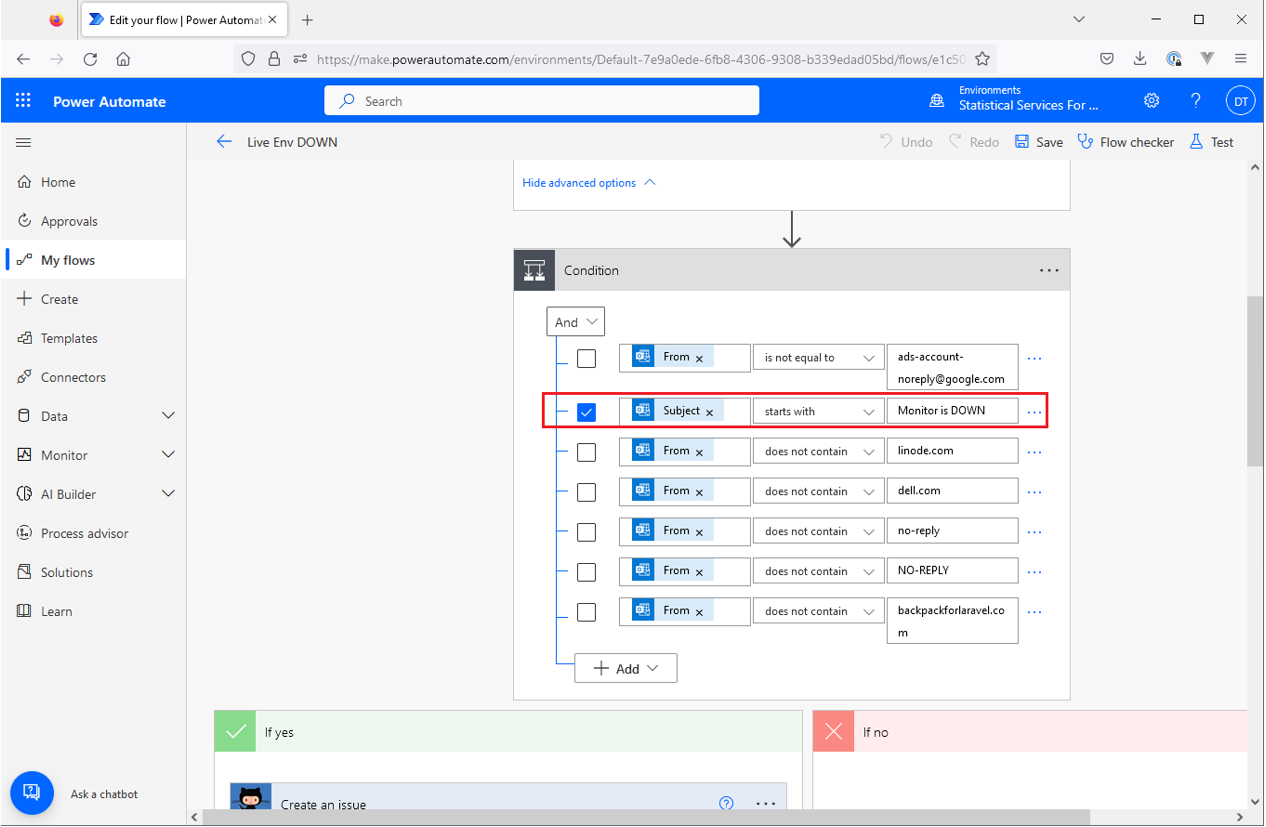 Edit your flow | Power Automat
https://make.powerautomate.com/environments/Default-7e9a0ede-6fb8-4306-9308-b339edad05bd/flows/e1c50
Power Automate
Search
Environments
Statistical Services For ...
DT
Live Env DOWN
Undo
Redo
Save
Flow checker
Test
Home
Approvals
My flows
Create
Templates
Connectors
Data
Monitor
AI Builder
Process advisor
Solutions
Learn
Ask a chatbot
Hide advanced options
Condition
And
From is not equal to ads-account-
noreply@google.com
Subject starts with Monitor is DOWN
From does not contain linode.com
From does not contain dell.com
From does not contain no-reply
From does not contain NO-REPLY
From does not contain backpackforlaravel.co
m
Add
If yes
If no
Create an issue